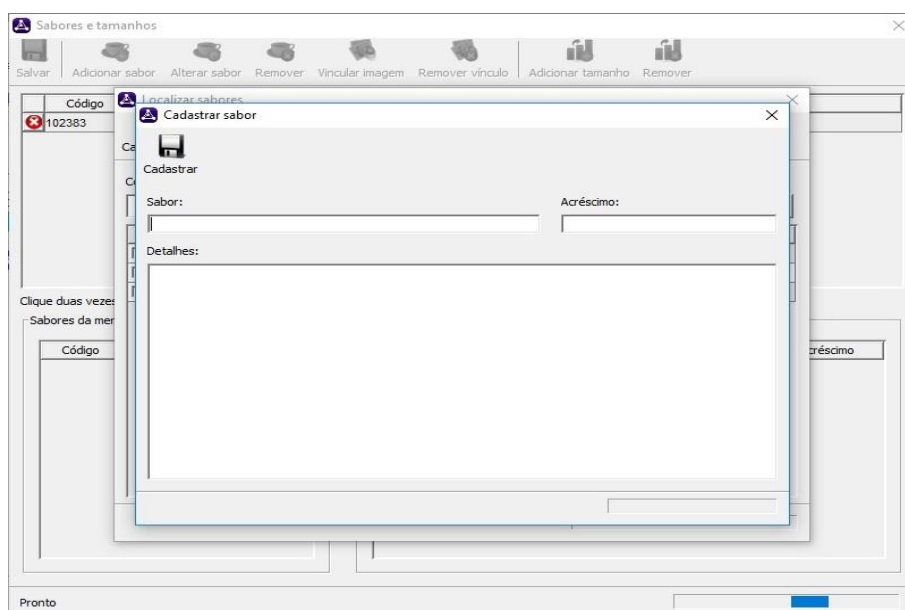 Sabores e tamanhos
Salvar Adicionar sabor Alterar sabor Remover Vincular imagem Remover vínculo Adicionar tamanho Remover
Código
102383
Localizar sabores
Cadastrar sabor
Cadastrar
Sabor: Acréscimo:
Detalhes:
Clique duas vezes
Sabores da mer
Código
créscimo
Pronto